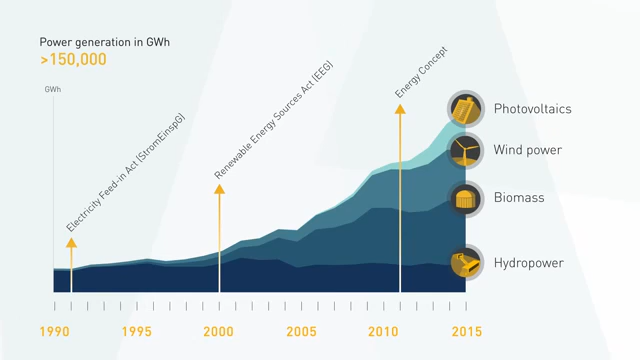 Power generation in GWh
>150,000
GWh
Electricity Feed-in Act (StromEinspG)
Renewable Energy Sources Act (EEG)
Energy Concept
Photovoltaics
Wind power
Biomass
Hydropower
1990 1995 2000 2005 2010 2015